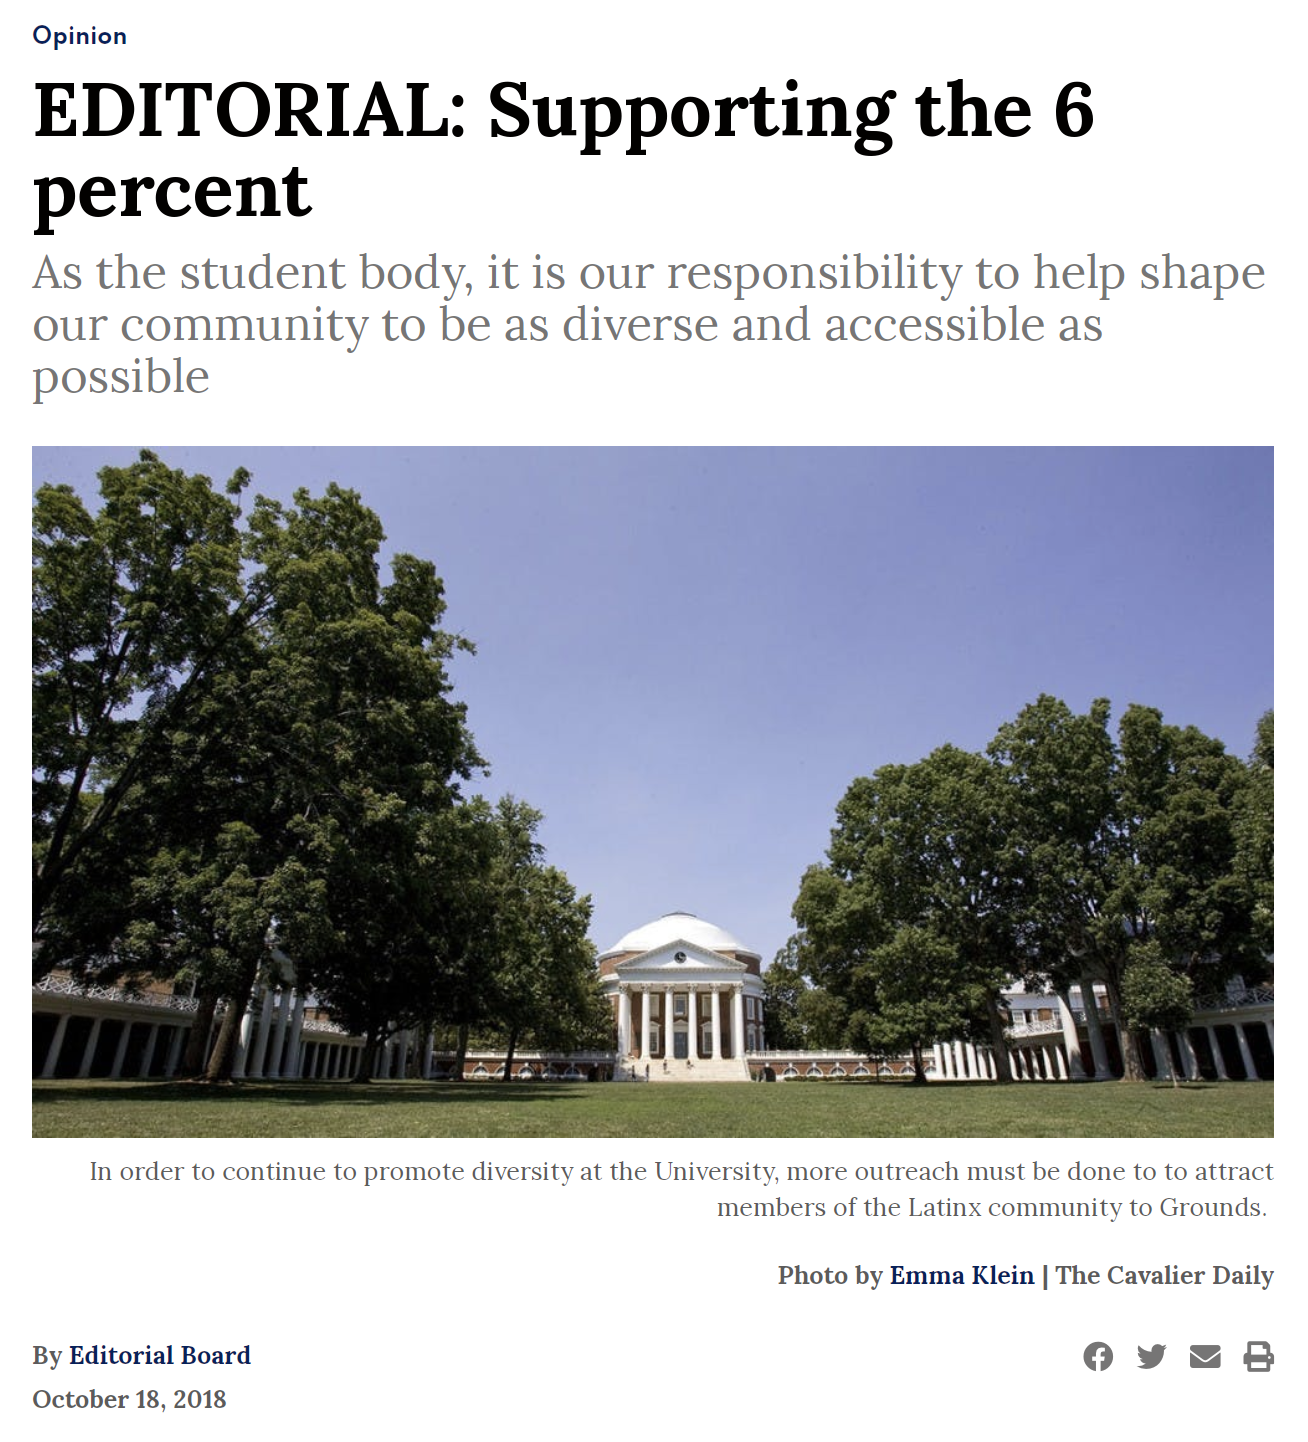 Opinion
EDITORIAL: Supporting the 6
percent
As the student body, it is our responsibility to help shape
our community to be as diverse and accessible as
possible
In order to continue to promote diversity at the University, more outreach must be done to to attract
members of the Latinx community to Grounds.
Photo by Emma Klein | The Cavalier Daily
By Editorial Board
October 18, 2018